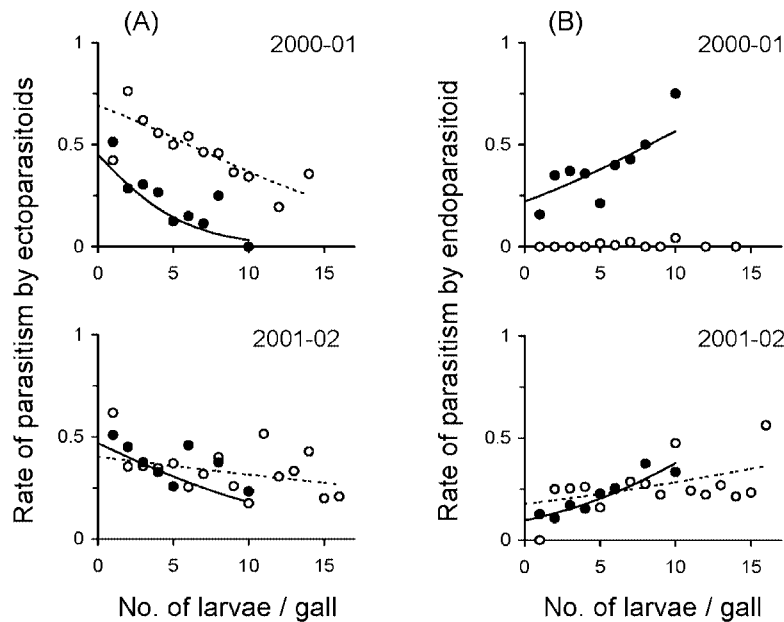 (A)
2000-01
Rate of parasitism by ectoparasitoids
1
0.5
0
0 5 10 15
2001-02
1
0.5
0
0 5 10 15
No. of larvae / gall
(B)
2000-01
Rate of parasitism by endoparasitoid
1
0.5
0
0 5 10 15
2001-02
1
0.5
0
0 5 10 15
No. of larvae / gall